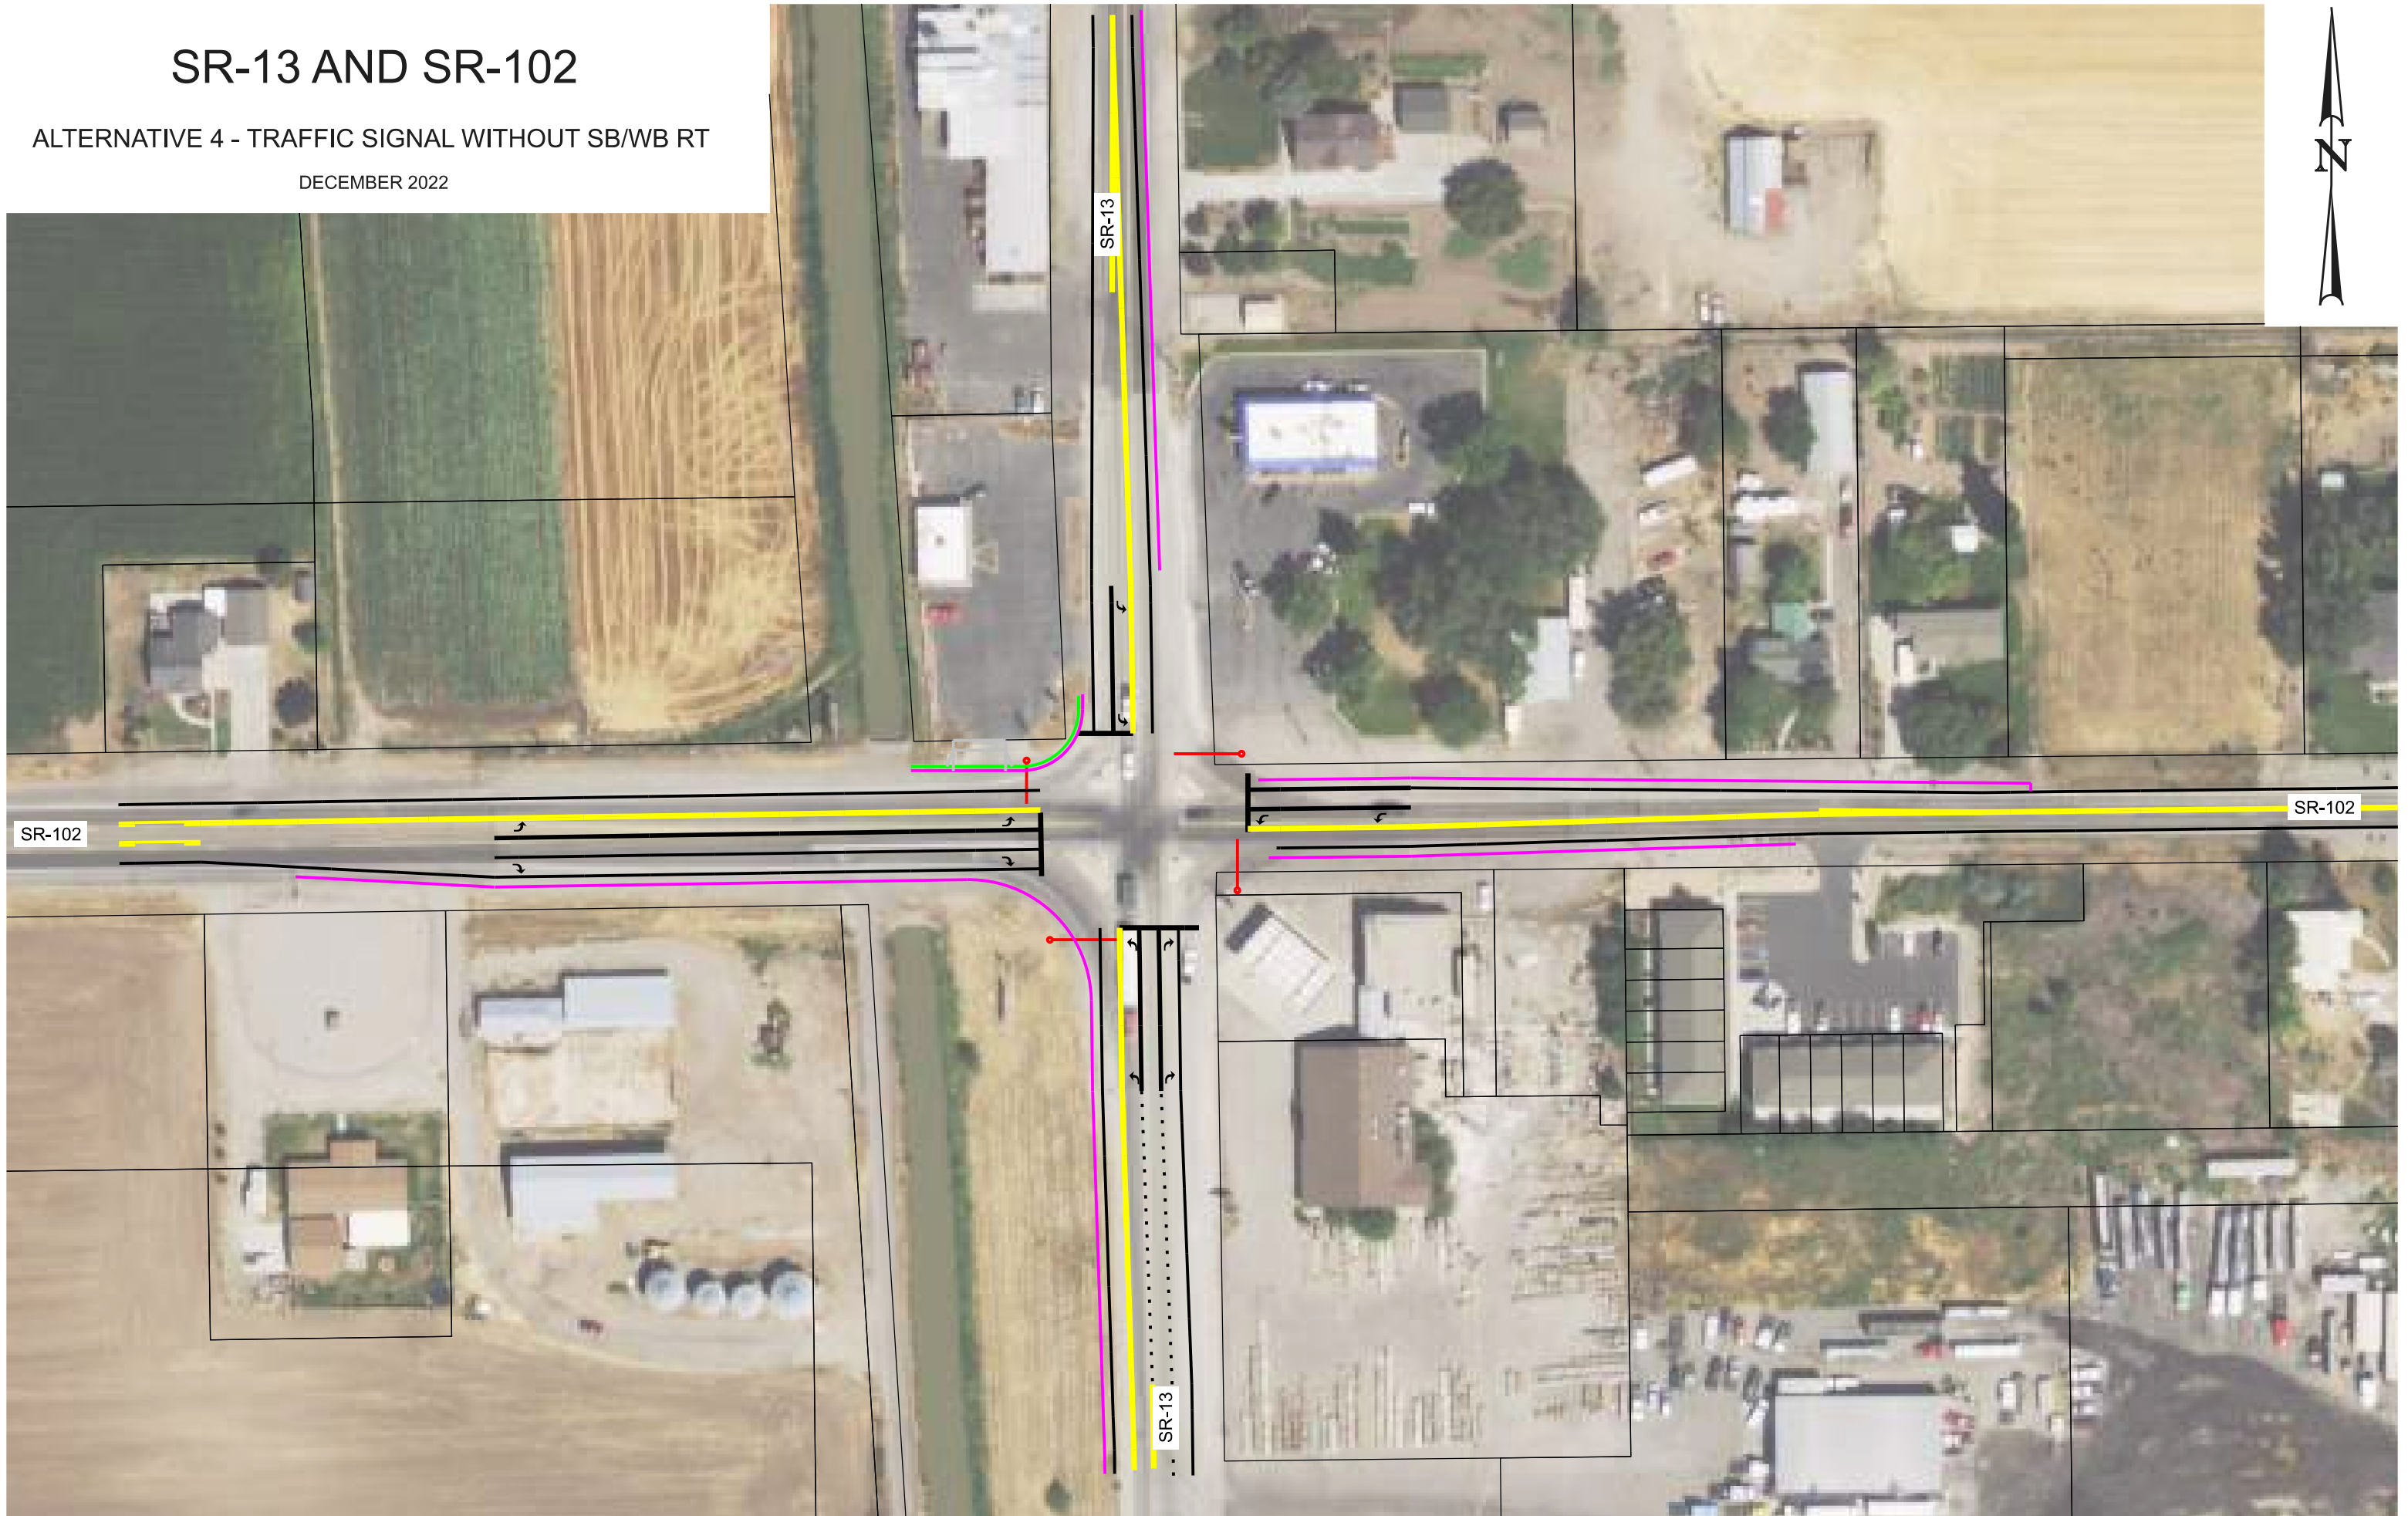 SR-13 AND SR-102
ALTERNATIVE 4 - TRAFFIC SIGNAL WITHOUT SB/WB RT
DECEMBER 2022
N
SR-13
SR-102
SR-102
SR-13